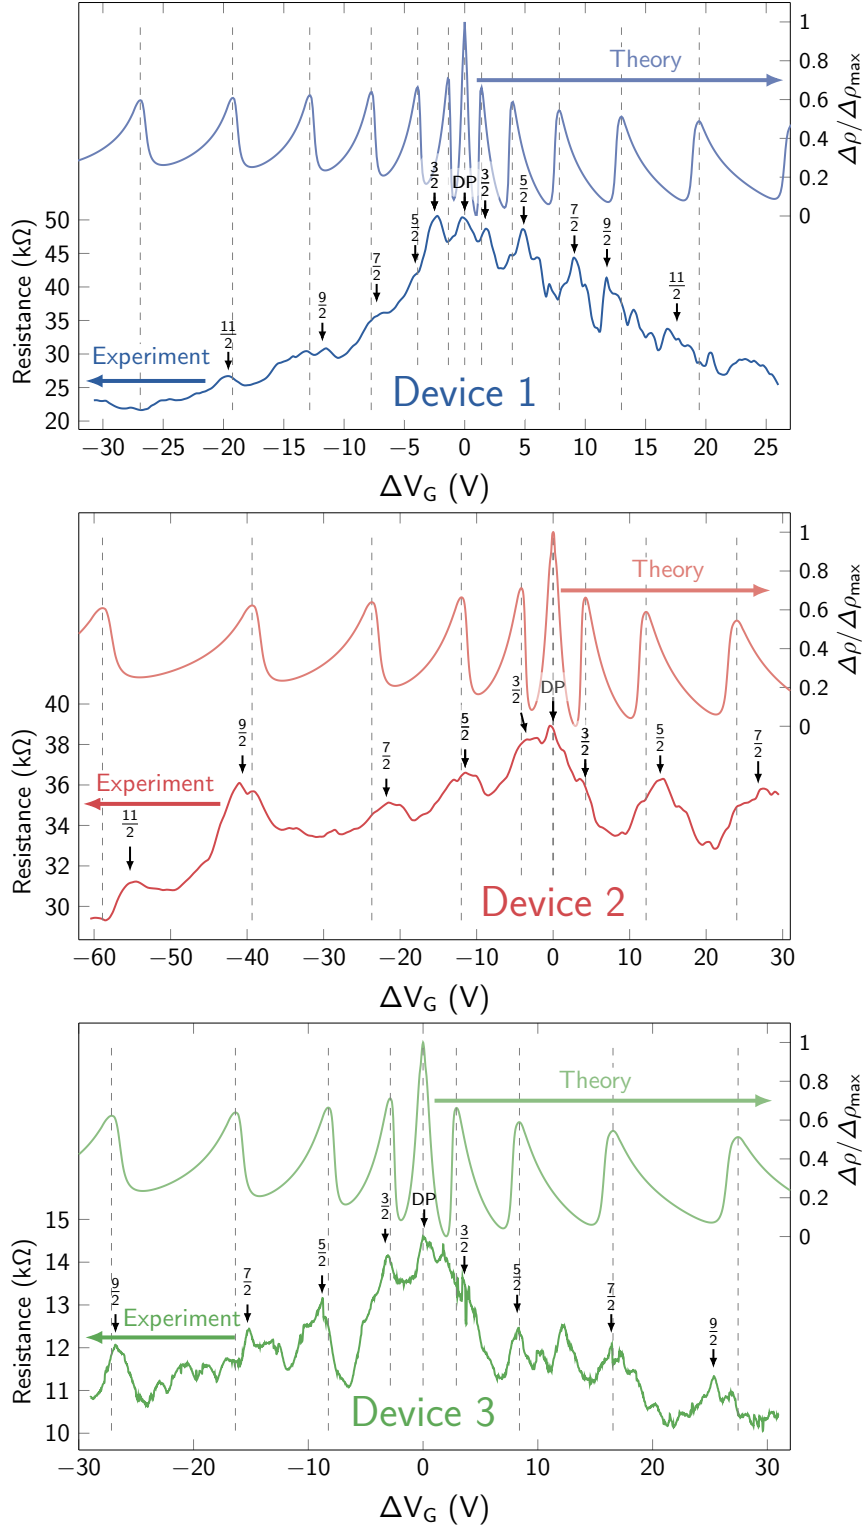 1
0.8
0.6
0.4
0.2
0
Δρ/Δρmax
Theory
50
45
40
35
30
25
20
Resistance (kΩ)
11/2
9/2
7/2
5/2
3/2
DP
3/2
5/2
7/2
9/2
11/2
Experiment
Device 1
−30 −25 −20 −15 −10 −5 0 5 10 15 20 25
ΔVG (V)
1
0.8
0.6
0.4
0.2
0
Δρ/Δρmax
Theory
40
38
36
34
32
30
Resistance (kΩ)
11/2
9/2
7/2
5/2
3/2
DP
3/2
5/2
7/2
Experiment
Device 2
−60 −50 −40 −30 −20 −10 0 10 20 30
ΔVG (V)
1
0.8
0.6
0.4
0.2
0
Δρ/Δρmax
Theory
15
14
13
12
11
10
Resistance (kΩ)
9/2
7/2
5/2
3/2
DP
3/2
5/2
7/2
9/2
Experiment
Device 3
−30 −20 −10 0 10 20 30
ΔVG (V)